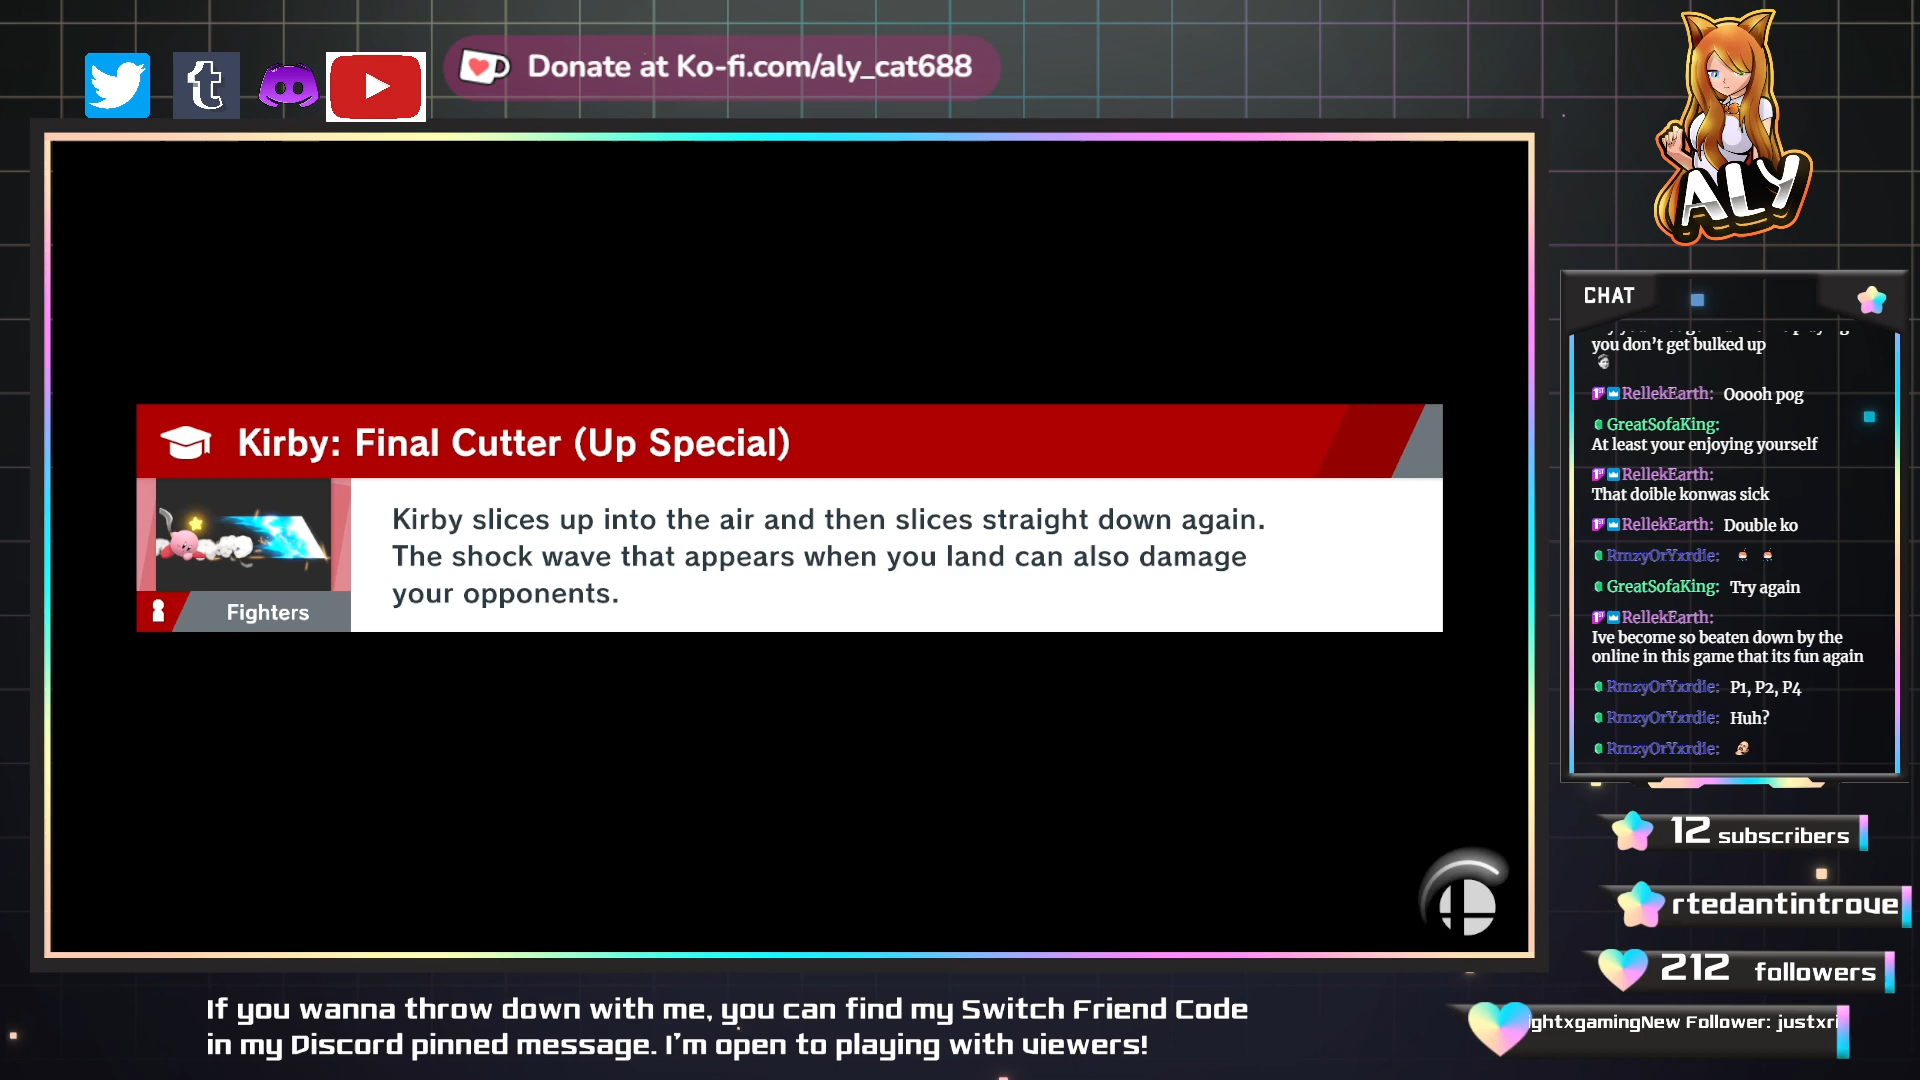 Donate at Ko-fi.com/aly_cat688
ALY
Kirby: Final Cutter (Up Special)
Kirby slices up into the air and then slices straight down again.
The shock wave that appears when you land can also damage
your opponents.
Fighters
CHAT
you don't get bulked up
RellekEarth: Ooooh pog
GreatSofaKing:
At least your enjoying yourself
RellekEarth:
That doible konwas sick
RellekEarth: Double ko
RmzyOrYxrdie:
GreatSofaKing: Try again
RellekEarth:
Ive become so beaten down by the
online in this game that its fun again
RmzyOrYxrdie: P1, P2, P4
RmzyOrYxrdie: Huh?
RmzyOrYxrdie:
12 subscribers
rtedantintrove
212 followers
ghtxgamingNew Follower: justxri
If you wanna throw down with me, you can find my Switch Friend Code
in my Discord pinned message. I'm open to playing with viewers!